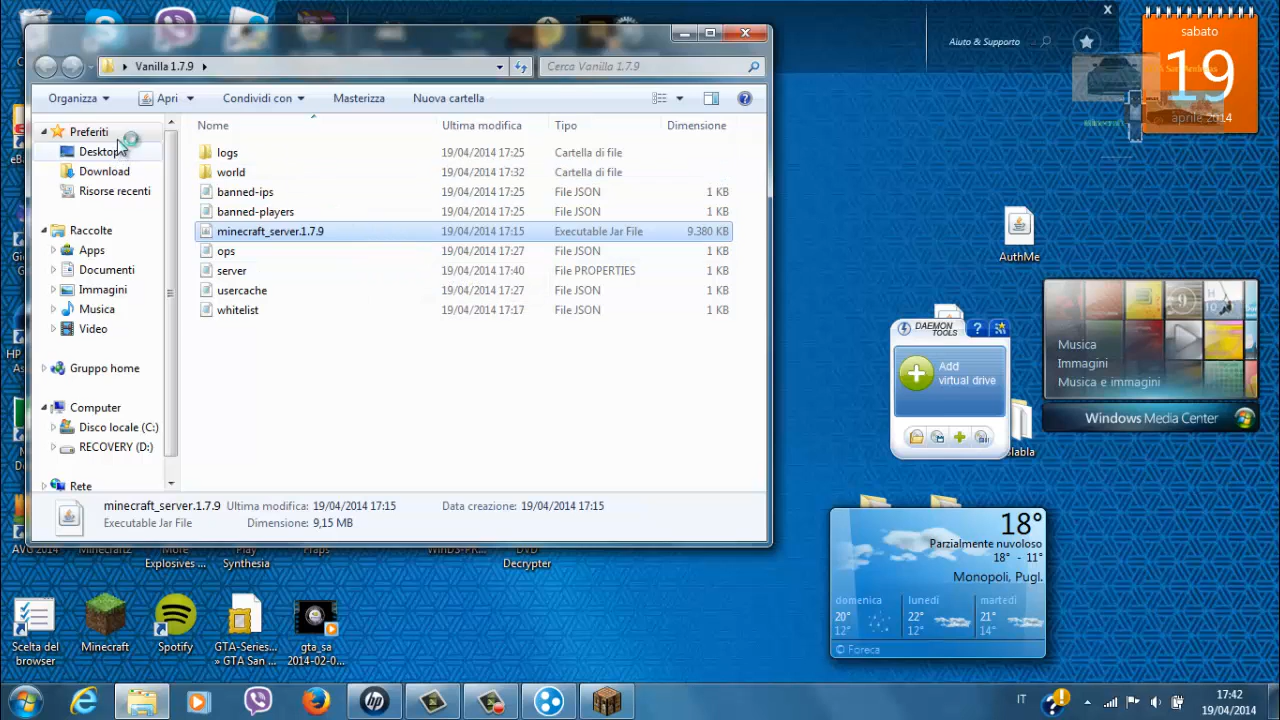 Vanilla 1.7.9
Cerca Vanilla 1.7.9
Organizza
Apri
Condividi con
Masterizza
Nuova cartella
Nome Ultima modifica Tipo Dimensione
logs 19/04/2014 17:25 Cartella di file
world 19/04/2014 17:32 Cartella di file
banned-ips 19/04/2014 17:25 File JSON 1 KB
banned-players 19/04/2014 17:25 File JSON 1 KB
minecraft_server.1.7.9 19/04/2014 17:15 Executable Jar File 9.380 KB
ops 19/04/2014 17:27 File JSON 1 KB
server 19/04/2014 17:40 File PROPERTIES 1 KB
usercache 19/04/2014 17:27 File JSON 1 KB
whitelist 19/04/2014 17:17 File JSON 1 KB
Preferiti
Desktop
Download
Risorse recenti
Raccolte
Apps
Documenti
Immagini
Musica
Video
Gruppo home
Computer
Disco locale (C:)
RECOVERY (D:)
Rete
minecraft_server.1.7.9 Ultima modifica: 19/04/2014 17:15 Data creazione: 19/04/2014 17:15
Executable Jar File Dimensione: 9,15 MB
Aiuto & Supporto
sabato
19
aprile 2014
AuthMe
DAEMON
TOOLS
Add
virtual drive
Musica
Immagini
Musica e immagini
Windows Media Center
18°
Parzialmente nuvoloso
18° - 11°
Monopoli, Pugl.
domenica lunedì martedì
20° 22° 21°
12° 12° 14°
© Foreca
AVG 2014
More
Explosives ...
Play
Synthesia
Fraps
DVD
Decrypter
Scelta del
browser
Minecraft
Spotify
GTA-Series...
» GTA San ...
gta_sa
2014-02-0...
IT
17:42
19/04/2014